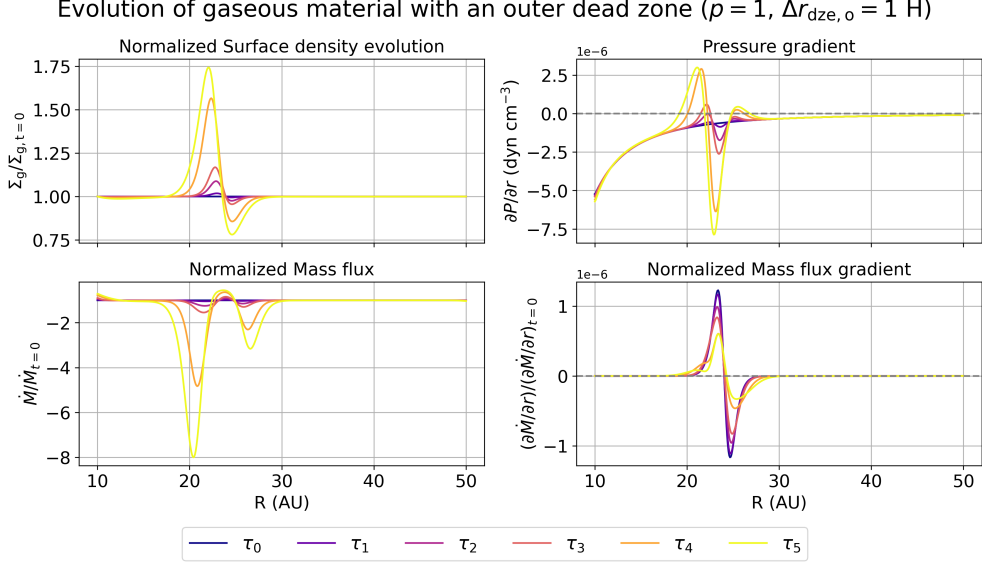 Evolution of gaseous material with an outer dead zone (p = 1, Δr_dze, o = 1 H)
Normalized Surface density evolution
Σ_g/Σ_g, t = 0
1.75
1.50
1.25
1.00
0.75
Pressure gradient
1e−6
∂P/∂r (dyn cm⁻³)
2.5
0.0
−2.5
−5.0
−7.5
Normalized Mass flux
Ṁ/Ṁ_t = 0
−2
−4
−6
−8
10 20 30 40 50
R (AU)
Normalized Mass flux gradient
1e−6
(∂Ṁ/∂r)/(∂Ṁ/∂r)_t = 0
1
0
−1
10 20 30 40 50
R (AU)
τ₀ τ₁ τ₂ τ₃ τ₄ τ₅